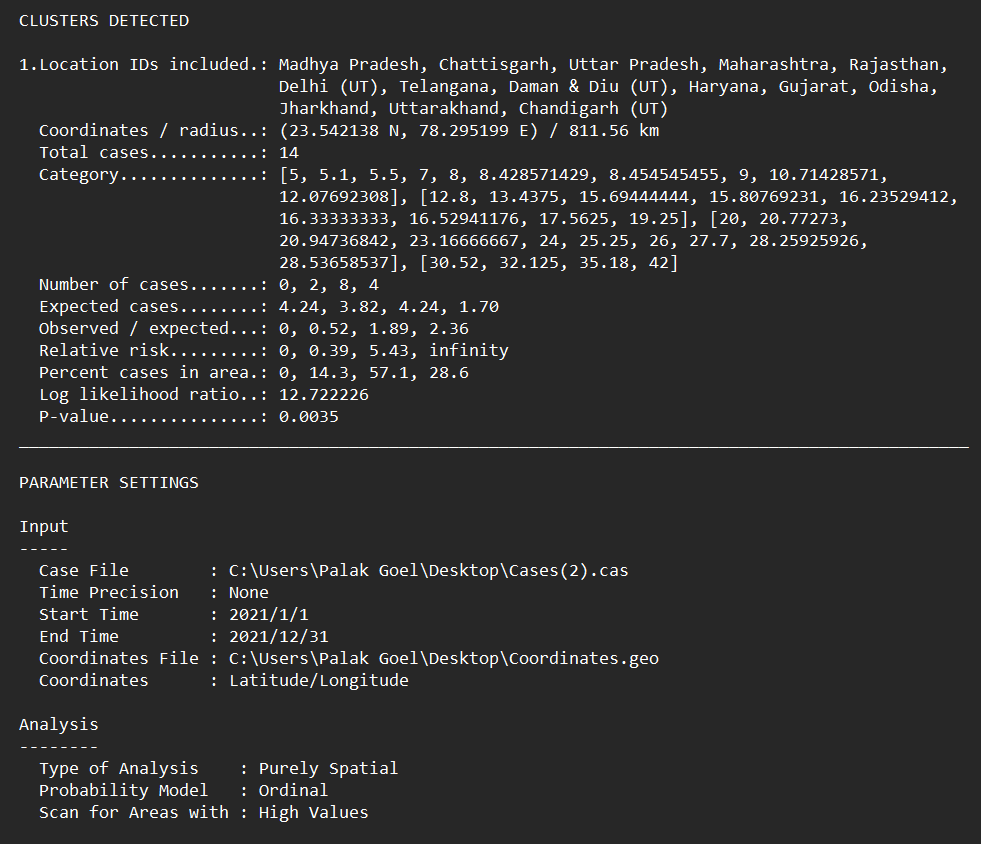 CLUSTERS DETECTED
1.Location IDs included.: Madhya Pradesh, Chattisgarh, Uttar Pradesh, Maharashtra, Rajasthan,
Delhi (UT), Telangana, Daman & Diu (UT), Haryana, Gujarat, Odisha,
Jharkhand, Uttarakhand, Chandigarh (UT)
Coordinates / radius..: (23.542138 N, 78.295199 E) / 811.56 km
Total cases...........: 14
Category..............: [5, 5.1, 5.5, 7, 8, 8.428571429, 8.454545455, 9, 10.71428571,
12.07692308], [12.8, 13.4375, 15.69444444, 15.80769231, 16.23529412,
16.33333333, 16.52941176, 17.5625, 19.25], [20, 20.77273,
20.94736842, 23.16666667, 24, 25.25, 26, 27.7, 28.25925926,
28.53658537], [30.52, 32.125, 35.18, 42]
Number of cases.......: 0, 2, 8, 4
Expected cases........: 4.24, 3.82, 4.24, 1.70
Observed / expected...: 0, 0.52, 1.89, 2.36
Relative risk.........: 0, 0.39, 5.43, infinity
Percent cases in area.: 0, 14.3, 57.1, 28.6
Log likelihood ratio..: 12.722226
P-value...............: 0.0035
_______________________________________________________________________________________________
PARAMETER SETTINGS
Input
-----
Case File        : C:\Users\Palak Goel\Desktop\Cases(2).cas
Time Precision   : None
Start Time       : 2021/1/1
End Time         : 2021/12/31
Coordinates File : C:\Users\Palak Goel\Desktop\Coordinates.geo
Coordinates      : Latitude/Longitude
Analysis
--------
Type of Analysis    : Purely Spatial
Probability Model   : Ordinal
Scan for Areas with : High Values